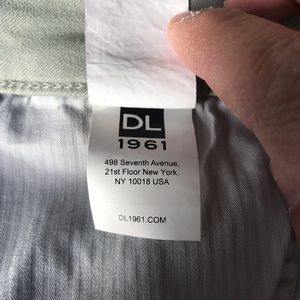 DL
1961
498 Seventh Avenue,
21st Floor New York,
NY 10018 USA
DL1961.COM